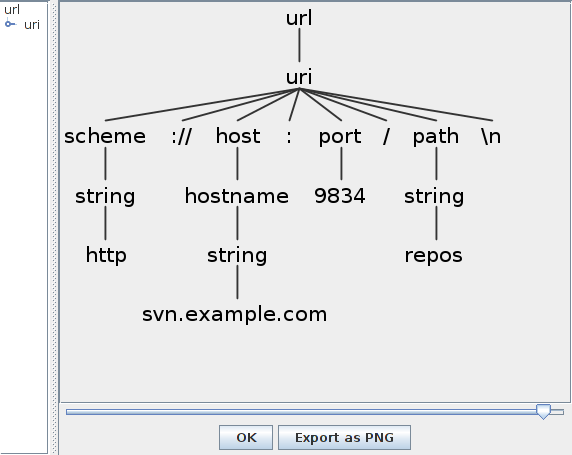 url
uri
url
uri
scheme :// host : port / path \n
string hostname 9834 string
http string repos
svn.example.com
OK Export as PNG